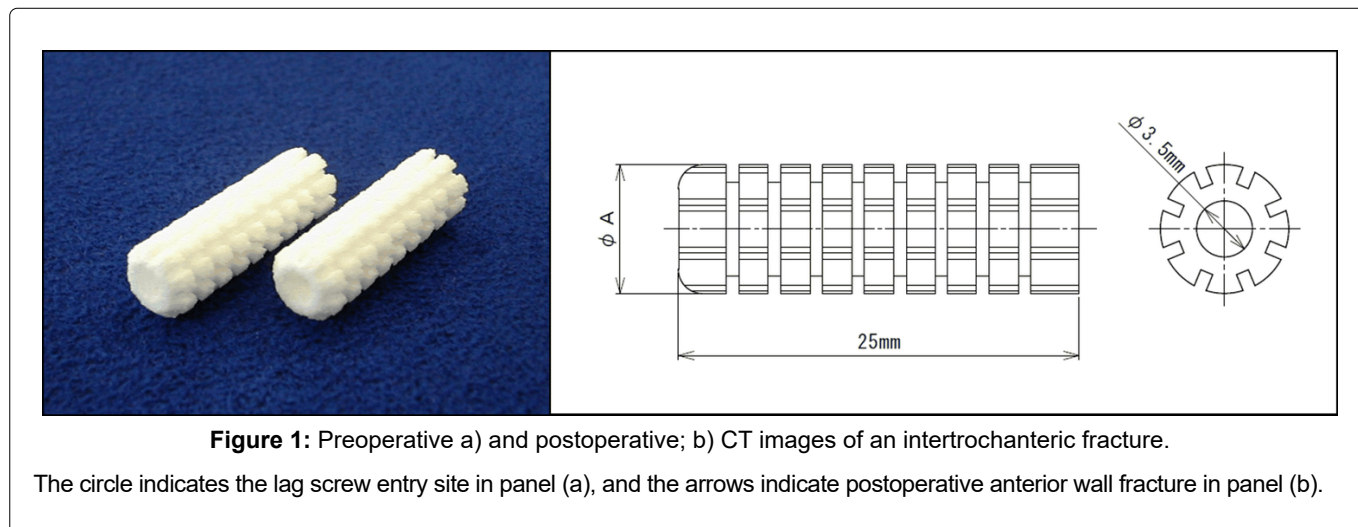 φ A
25mm
φ3.5mm
Figure 1: Preoperative a) and postoperative; b) CT images of an intertrochanteric fracture.
The circle indicates the lag screw entry site in panel (a), and the arrows indicate postoperative anterior wall fracture in panel (b).